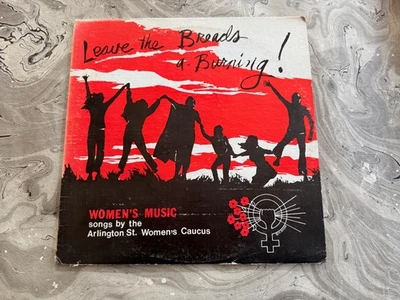 Leave the Breads
a Burning!
WOMEN'S MUSIC
songs by the
Arlington St. Women's Caucus